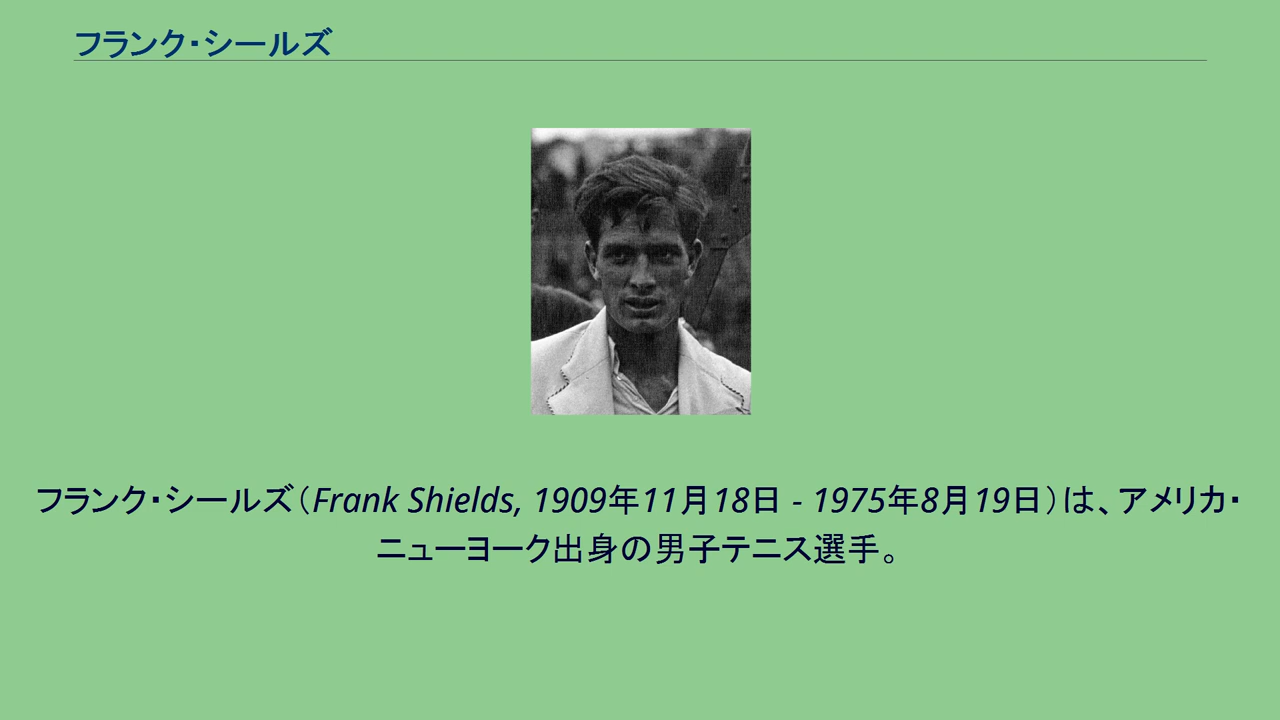 フランク・シールズ
フランク・シールズ（Frank Shields, 1909年11月18日 - 1975年8月19日）は、アメリカ・
ニューヨーク出身の男子テニス選手。